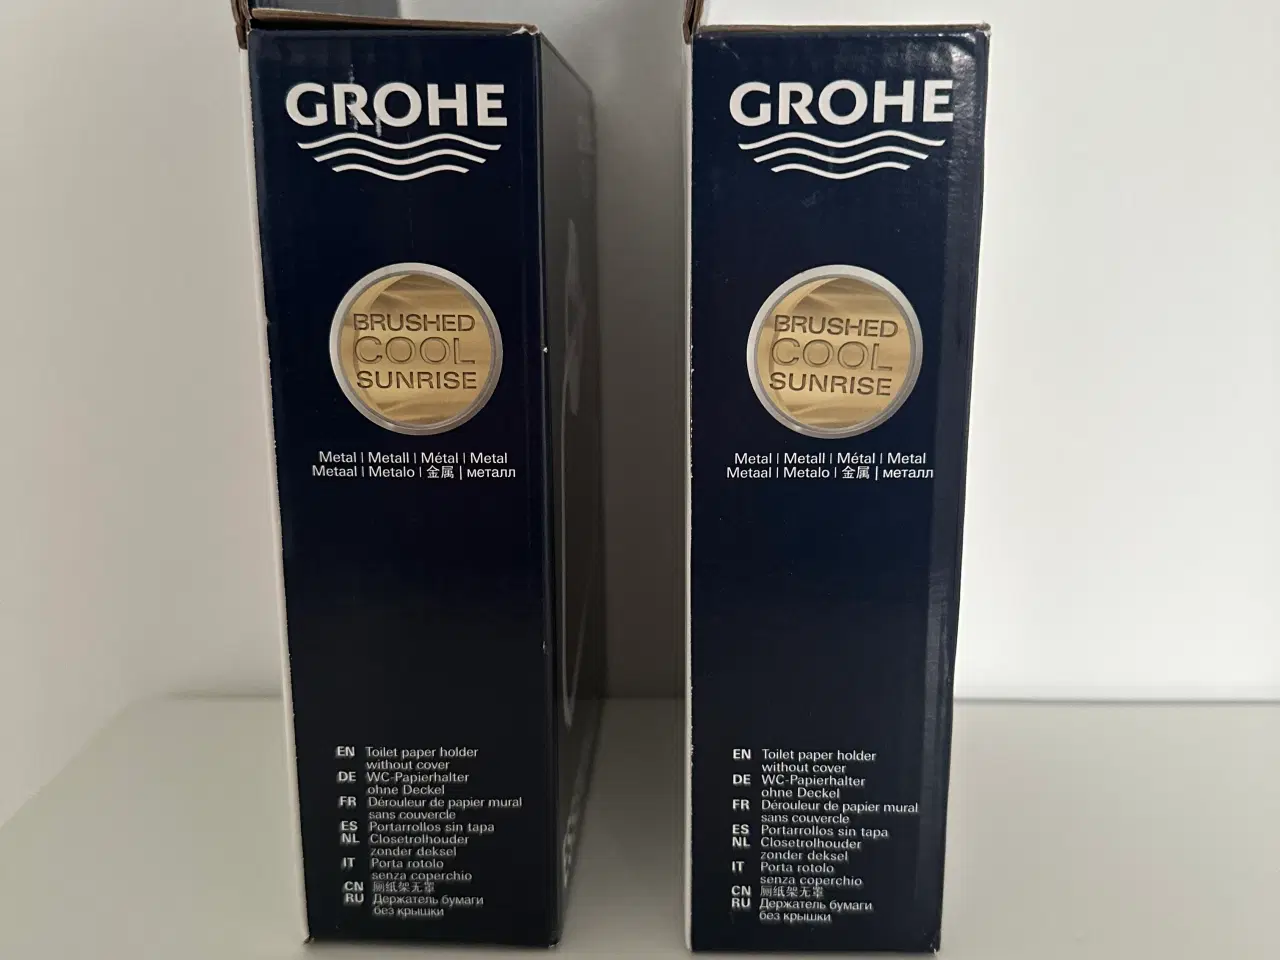 GROHE
BRUSHED
COOL
SUNRISE
Metal | Metall | Métal | Metal
Metaal | Metalo | 金属 | металл
EN Toilet paper holder
without cover
DE WC-Papierhalter
ohne Deckel
FR Dérouleur de papier mural
sans couvercle
ES Portarrollos sin tapa
NL Closetrolhouder
zonder deksel
IT Porta rotolo
senza coperchio
CN 厕纸架无罩
RU Держатель бумаги
без крышки
GROHE
BRUSHED
COOL
SUNRISE
Metal | Metall | Métal | Metal
Metaal | Metalo | 金属 | металл
EN Toilet paper holder
without cover
DE WC-Papierhalter
ohne Deckel
FR Dérouleur de papier mural
sans couvercle
ES Portarrollos sin tapa
NL Closetrolhouder
zonder deksel
IT Porta rotolo
senza coperchio
CN 厕纸架无罩
RU Держатель бумаги
без крышки